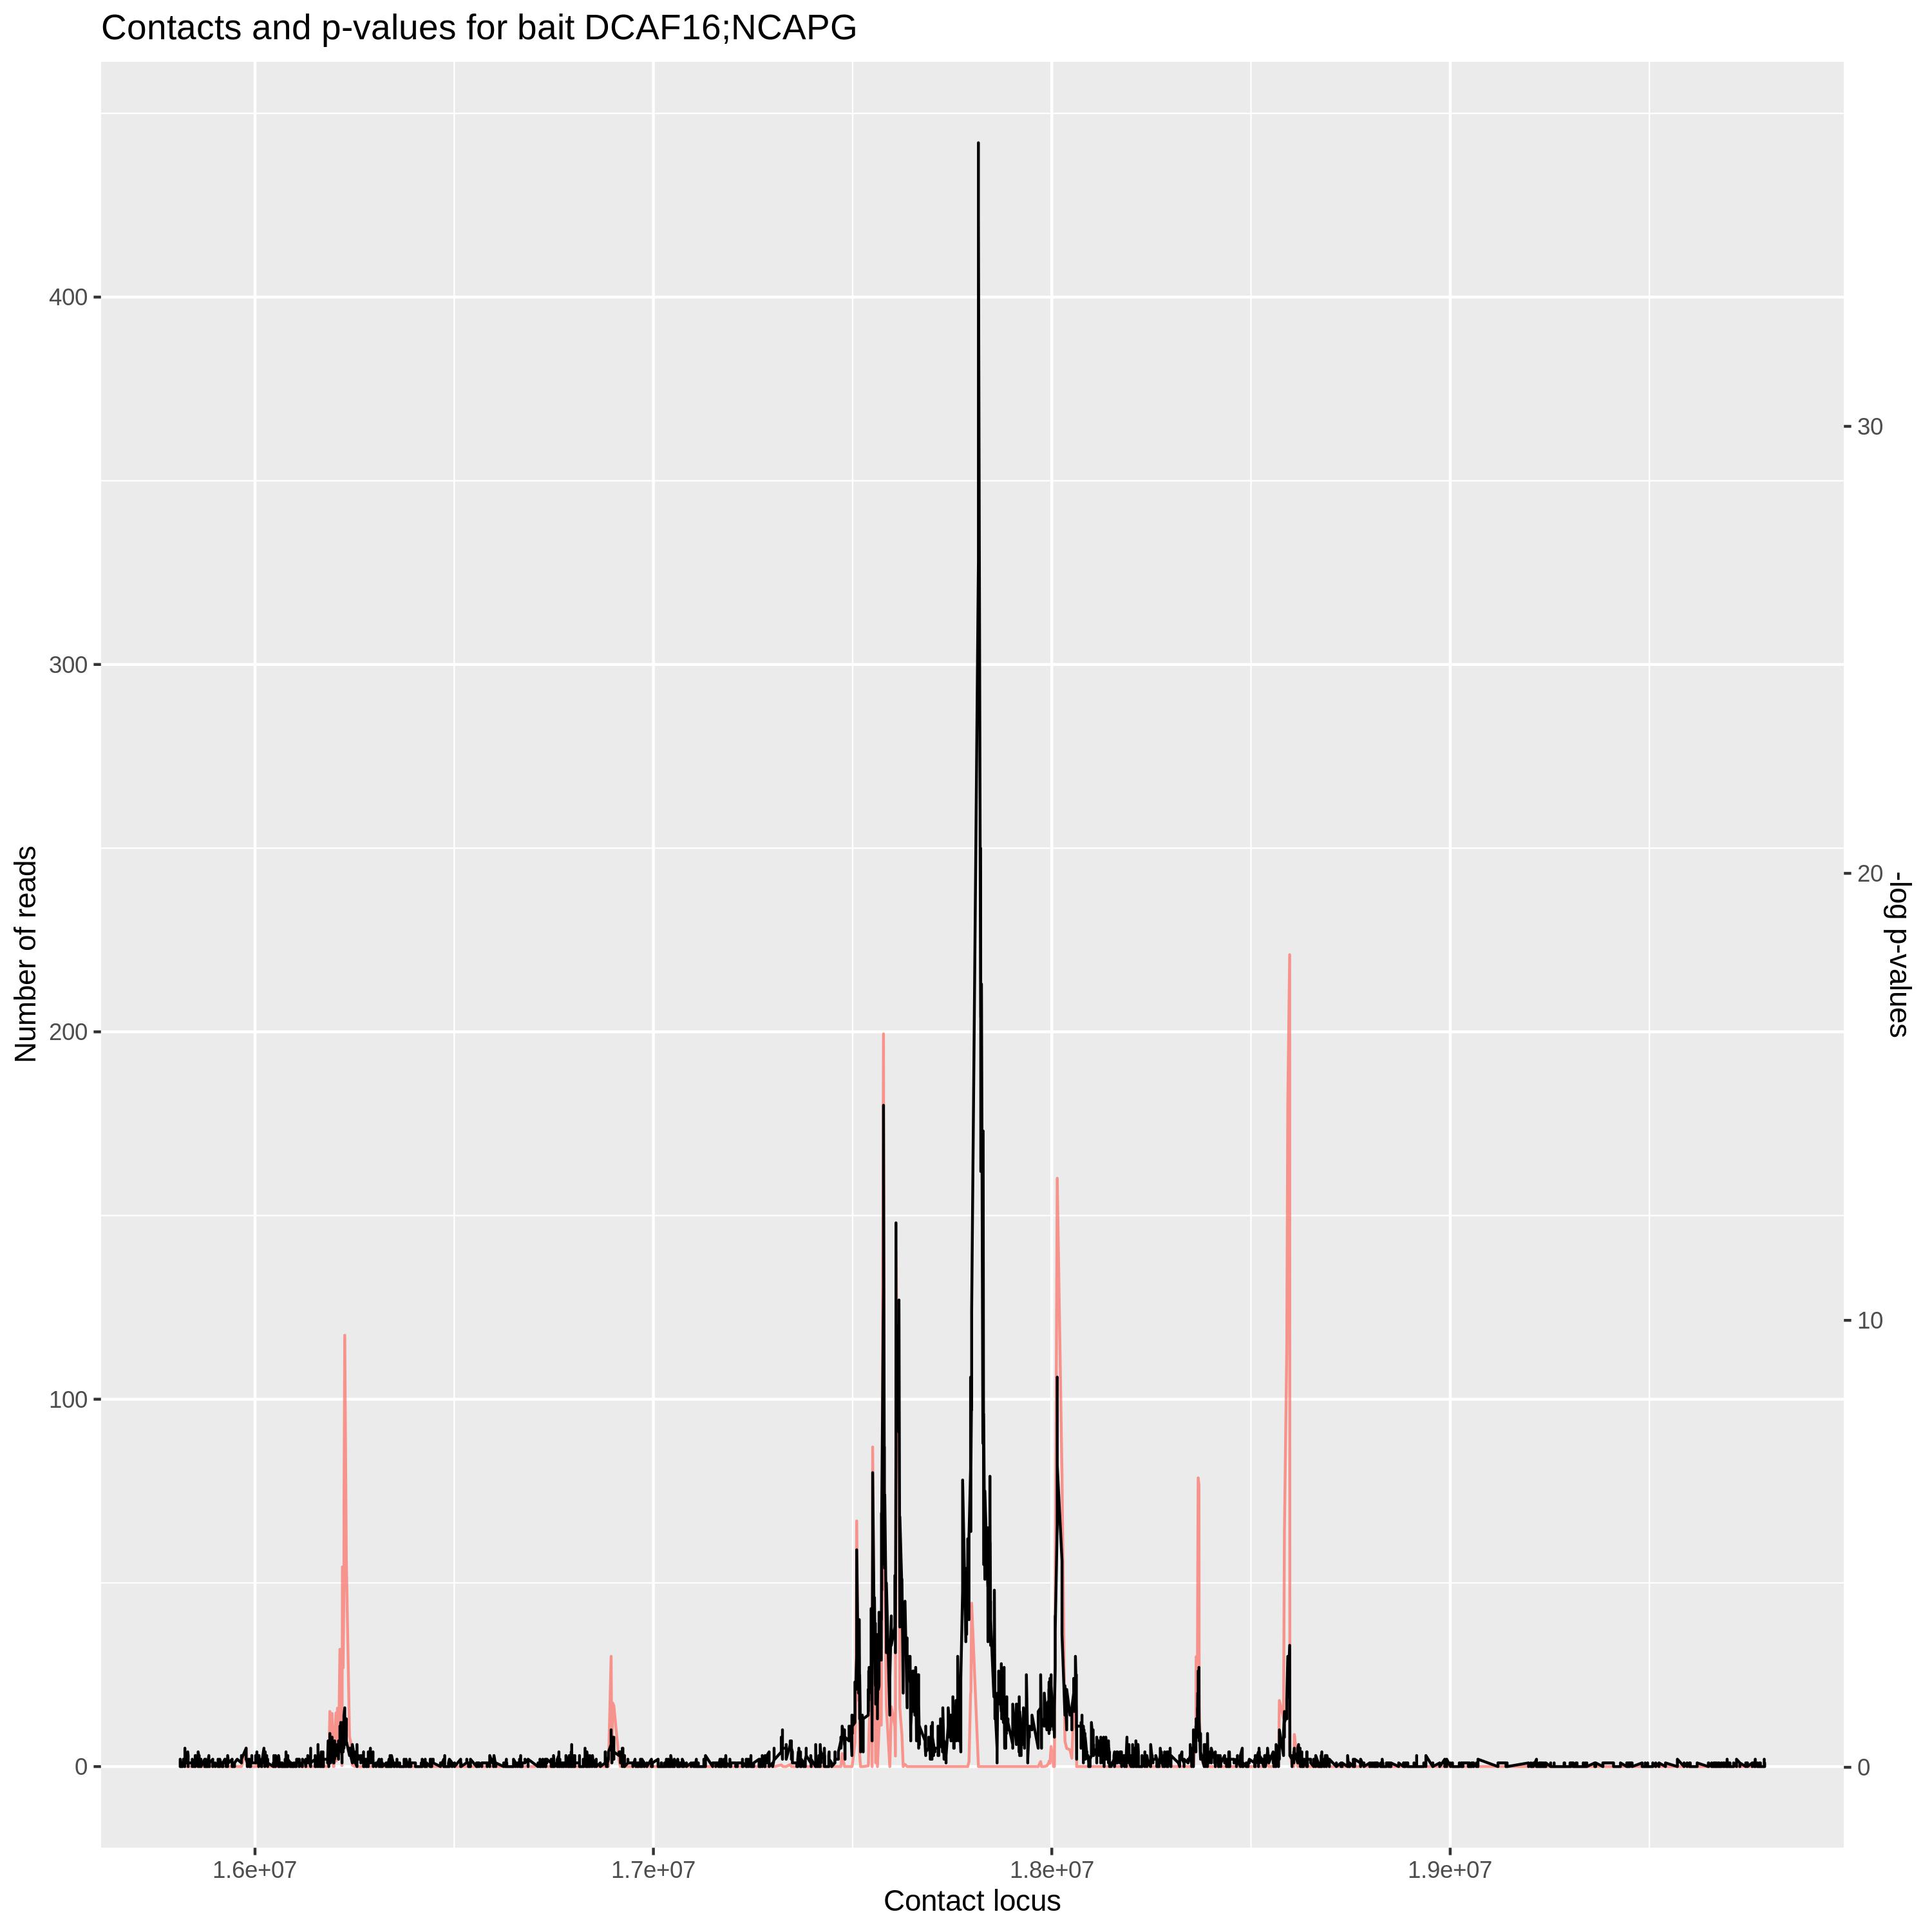 Contacts and p-values for bait DCAF16;NCAPG
400
300
200
100
0
30
20
10
0
Number of reads
-log p-values
1.6e+07
1.7e+07
1.8e+07
1.9e+07
Contact locus